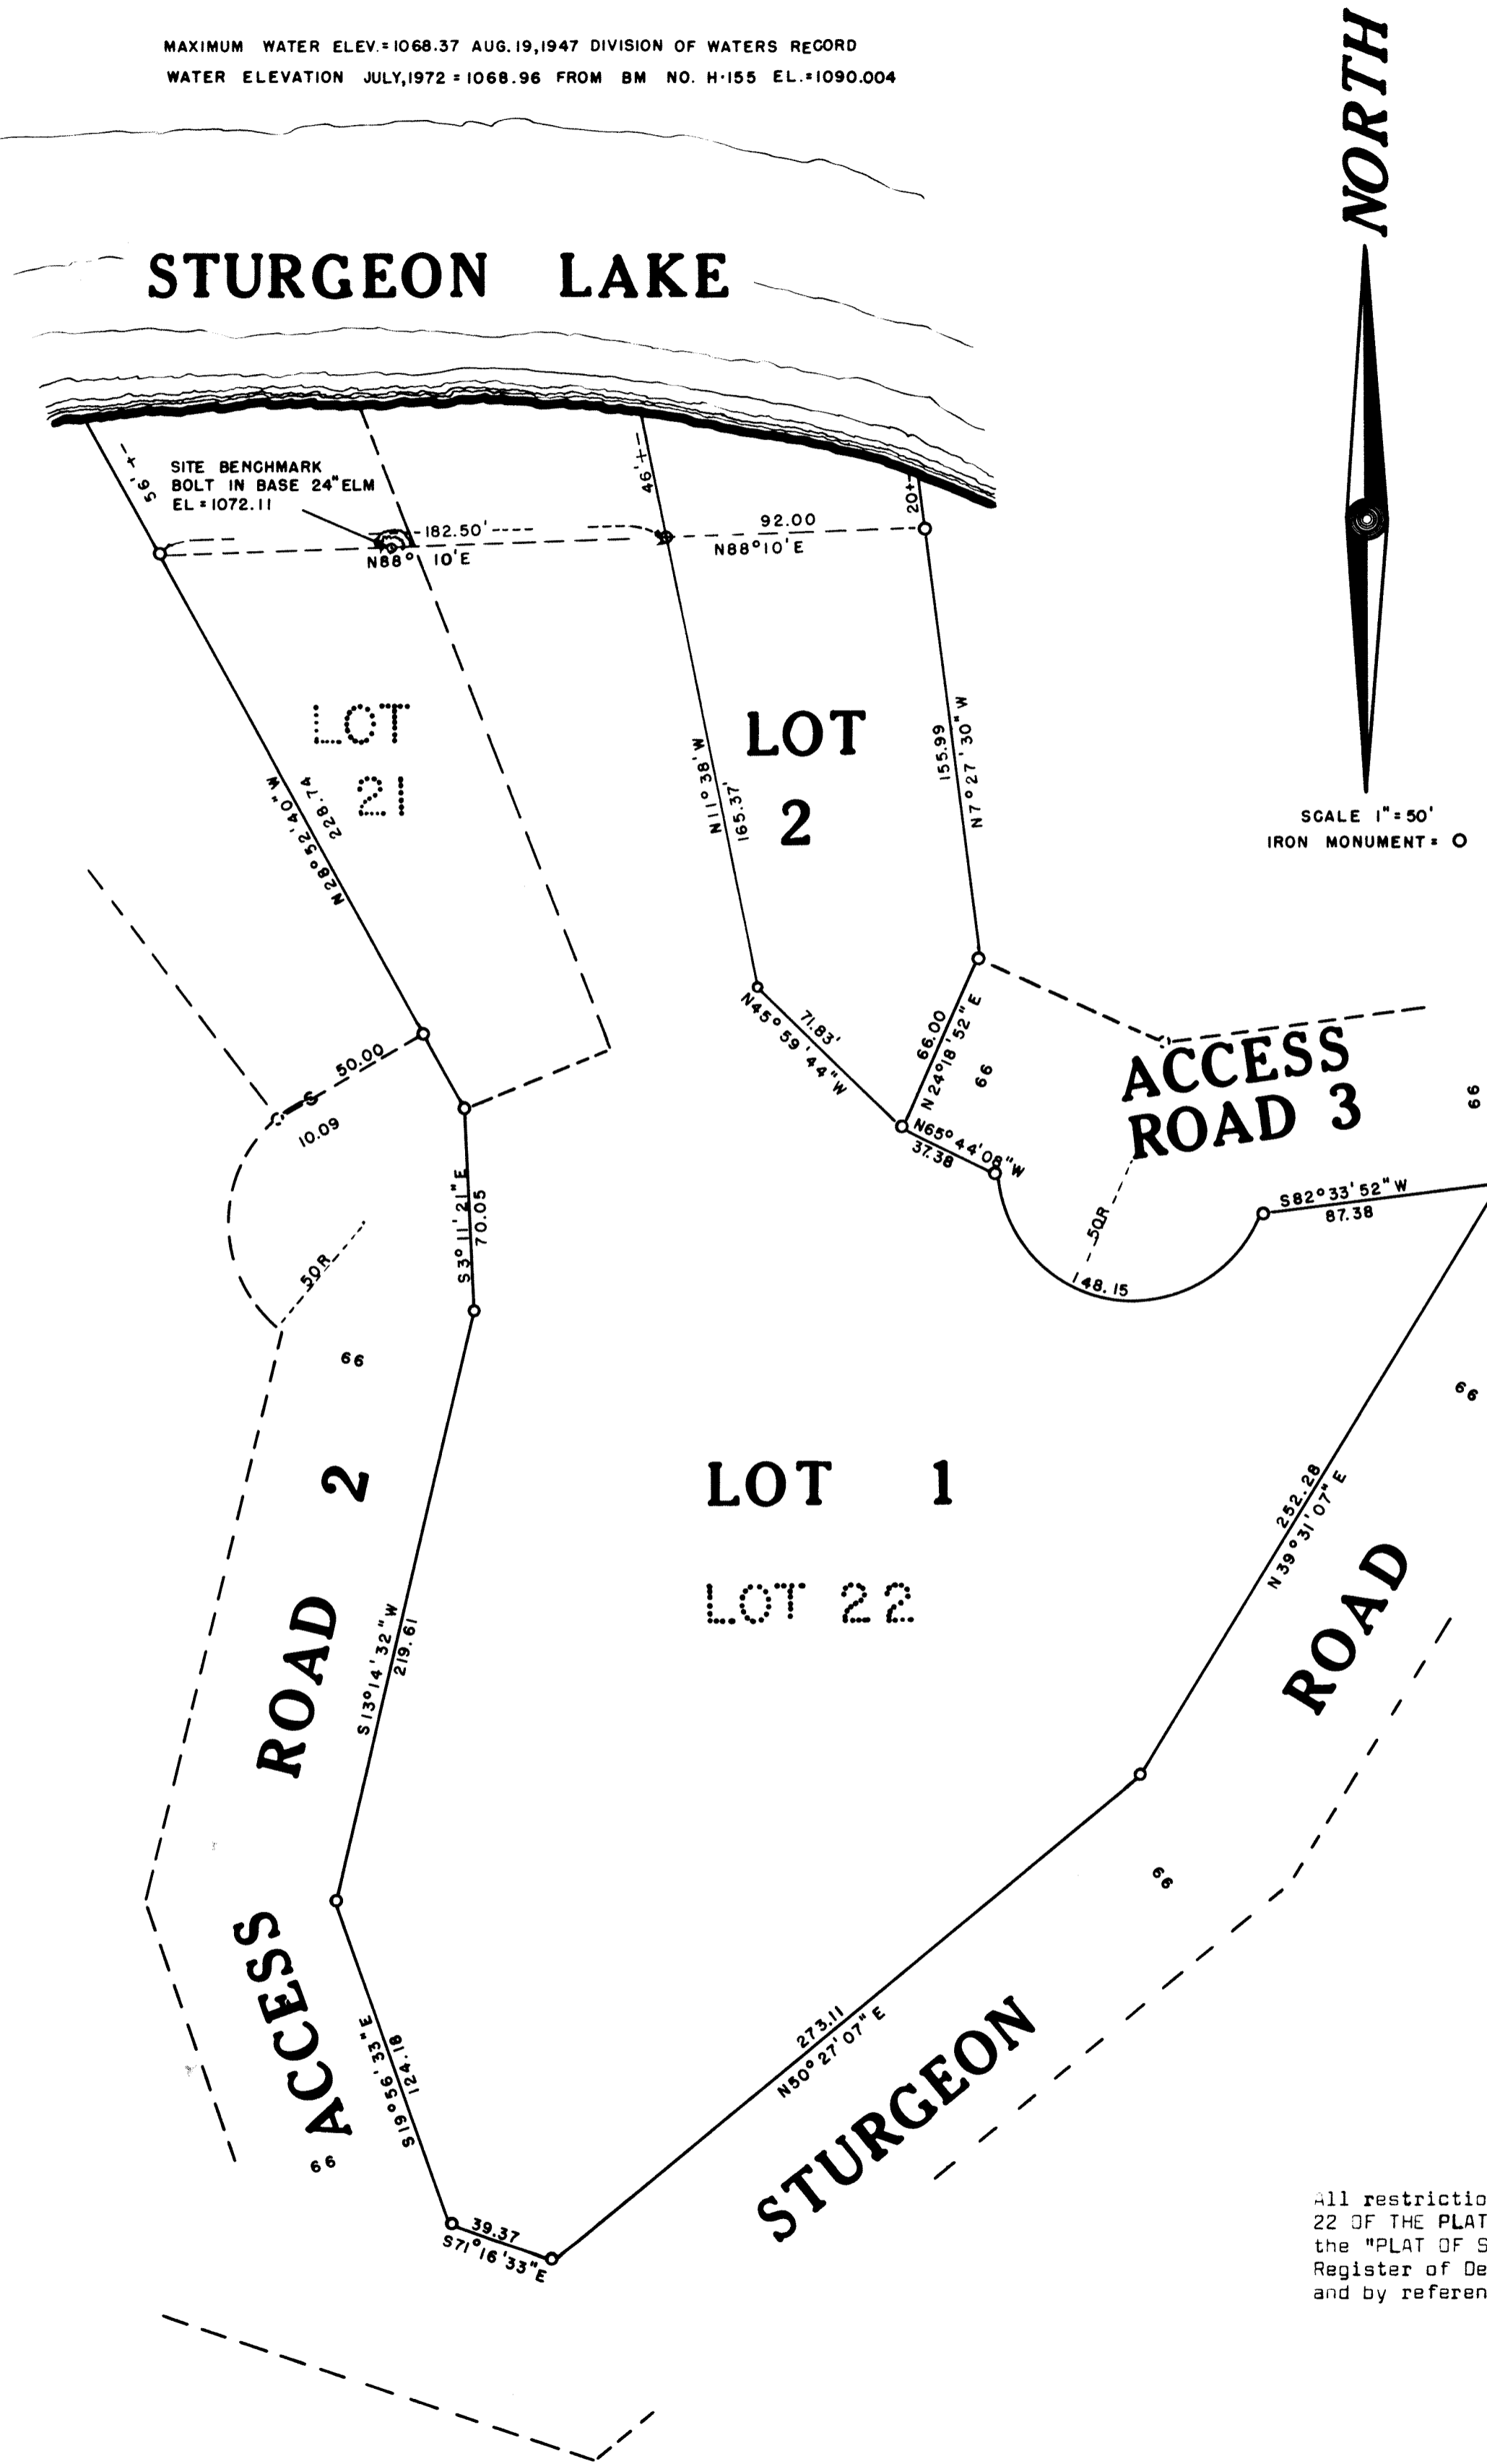 MAXIMUM WATER ELEV.=1068.37 AUG.19,1947 DIVISION OF WATERS RECORD
WATER ELEVATION JULY,1972 = 1068.96 FROM BM NO. H-155 EL.=1090.004
NORTH
STURGEON LAKE
56'+-
SITE BENCHMARK
BOLT IN BASE 24" ELM
EL = 1072.11
182.50'
N88° 10'E
46'+-
92.00
N88°10'E
20+-
LOT
21
LOT
2
N28°52'40"W
228.74
N11°38'W
165.37'
155.99
N7°27'30"W
SCALE 1"=50'
IRON MONUMENT= O
50.00
10.09
71.83'
N45°59'44"W
66.00
N24°18'52"E
66
ACCESS
ROAD 3
66
N65°44'08"W
37.38
S82°33'52"W
87.38
50R
148.15
S3°11'21"E
70.05
50R
66
66
LOT 1
LOT 22
252.28
N39°31'07"E
ACCESS ROAD 2
S13°14'32"W
219.61
STURGEON ROAD
66
S19°56'33"E
124.18
66
273.11
N50°27'07"E
39.37
S71°16'33"E
All restrictio
22 OF THE PLAT
the "PLAT OF S
Register of De
and by referen